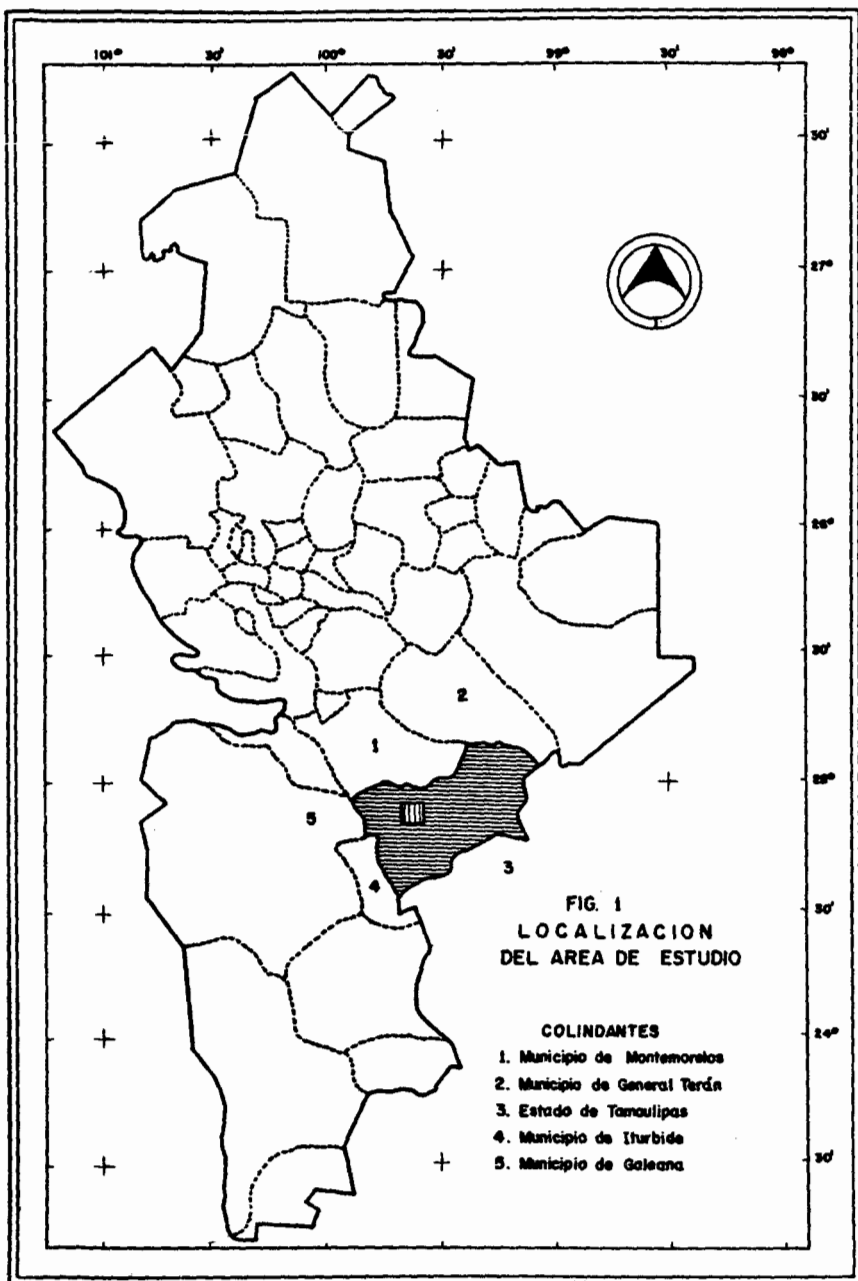 101° 30' 100° 30' 99° 30' 98°
30'
27°
30'
26°
30'
2
1
25°
5
3
4
30'
FIG. 1
LOCALIZACION
DEL AREA DE ESTUDIO
24°
COLINDANTES
1. Municipio de Montemorelos
2. Municipio de General Terán
3. Estado de Tamaulipas
4. Municipio de Iturbide
5. Municipio de Galeana
30'